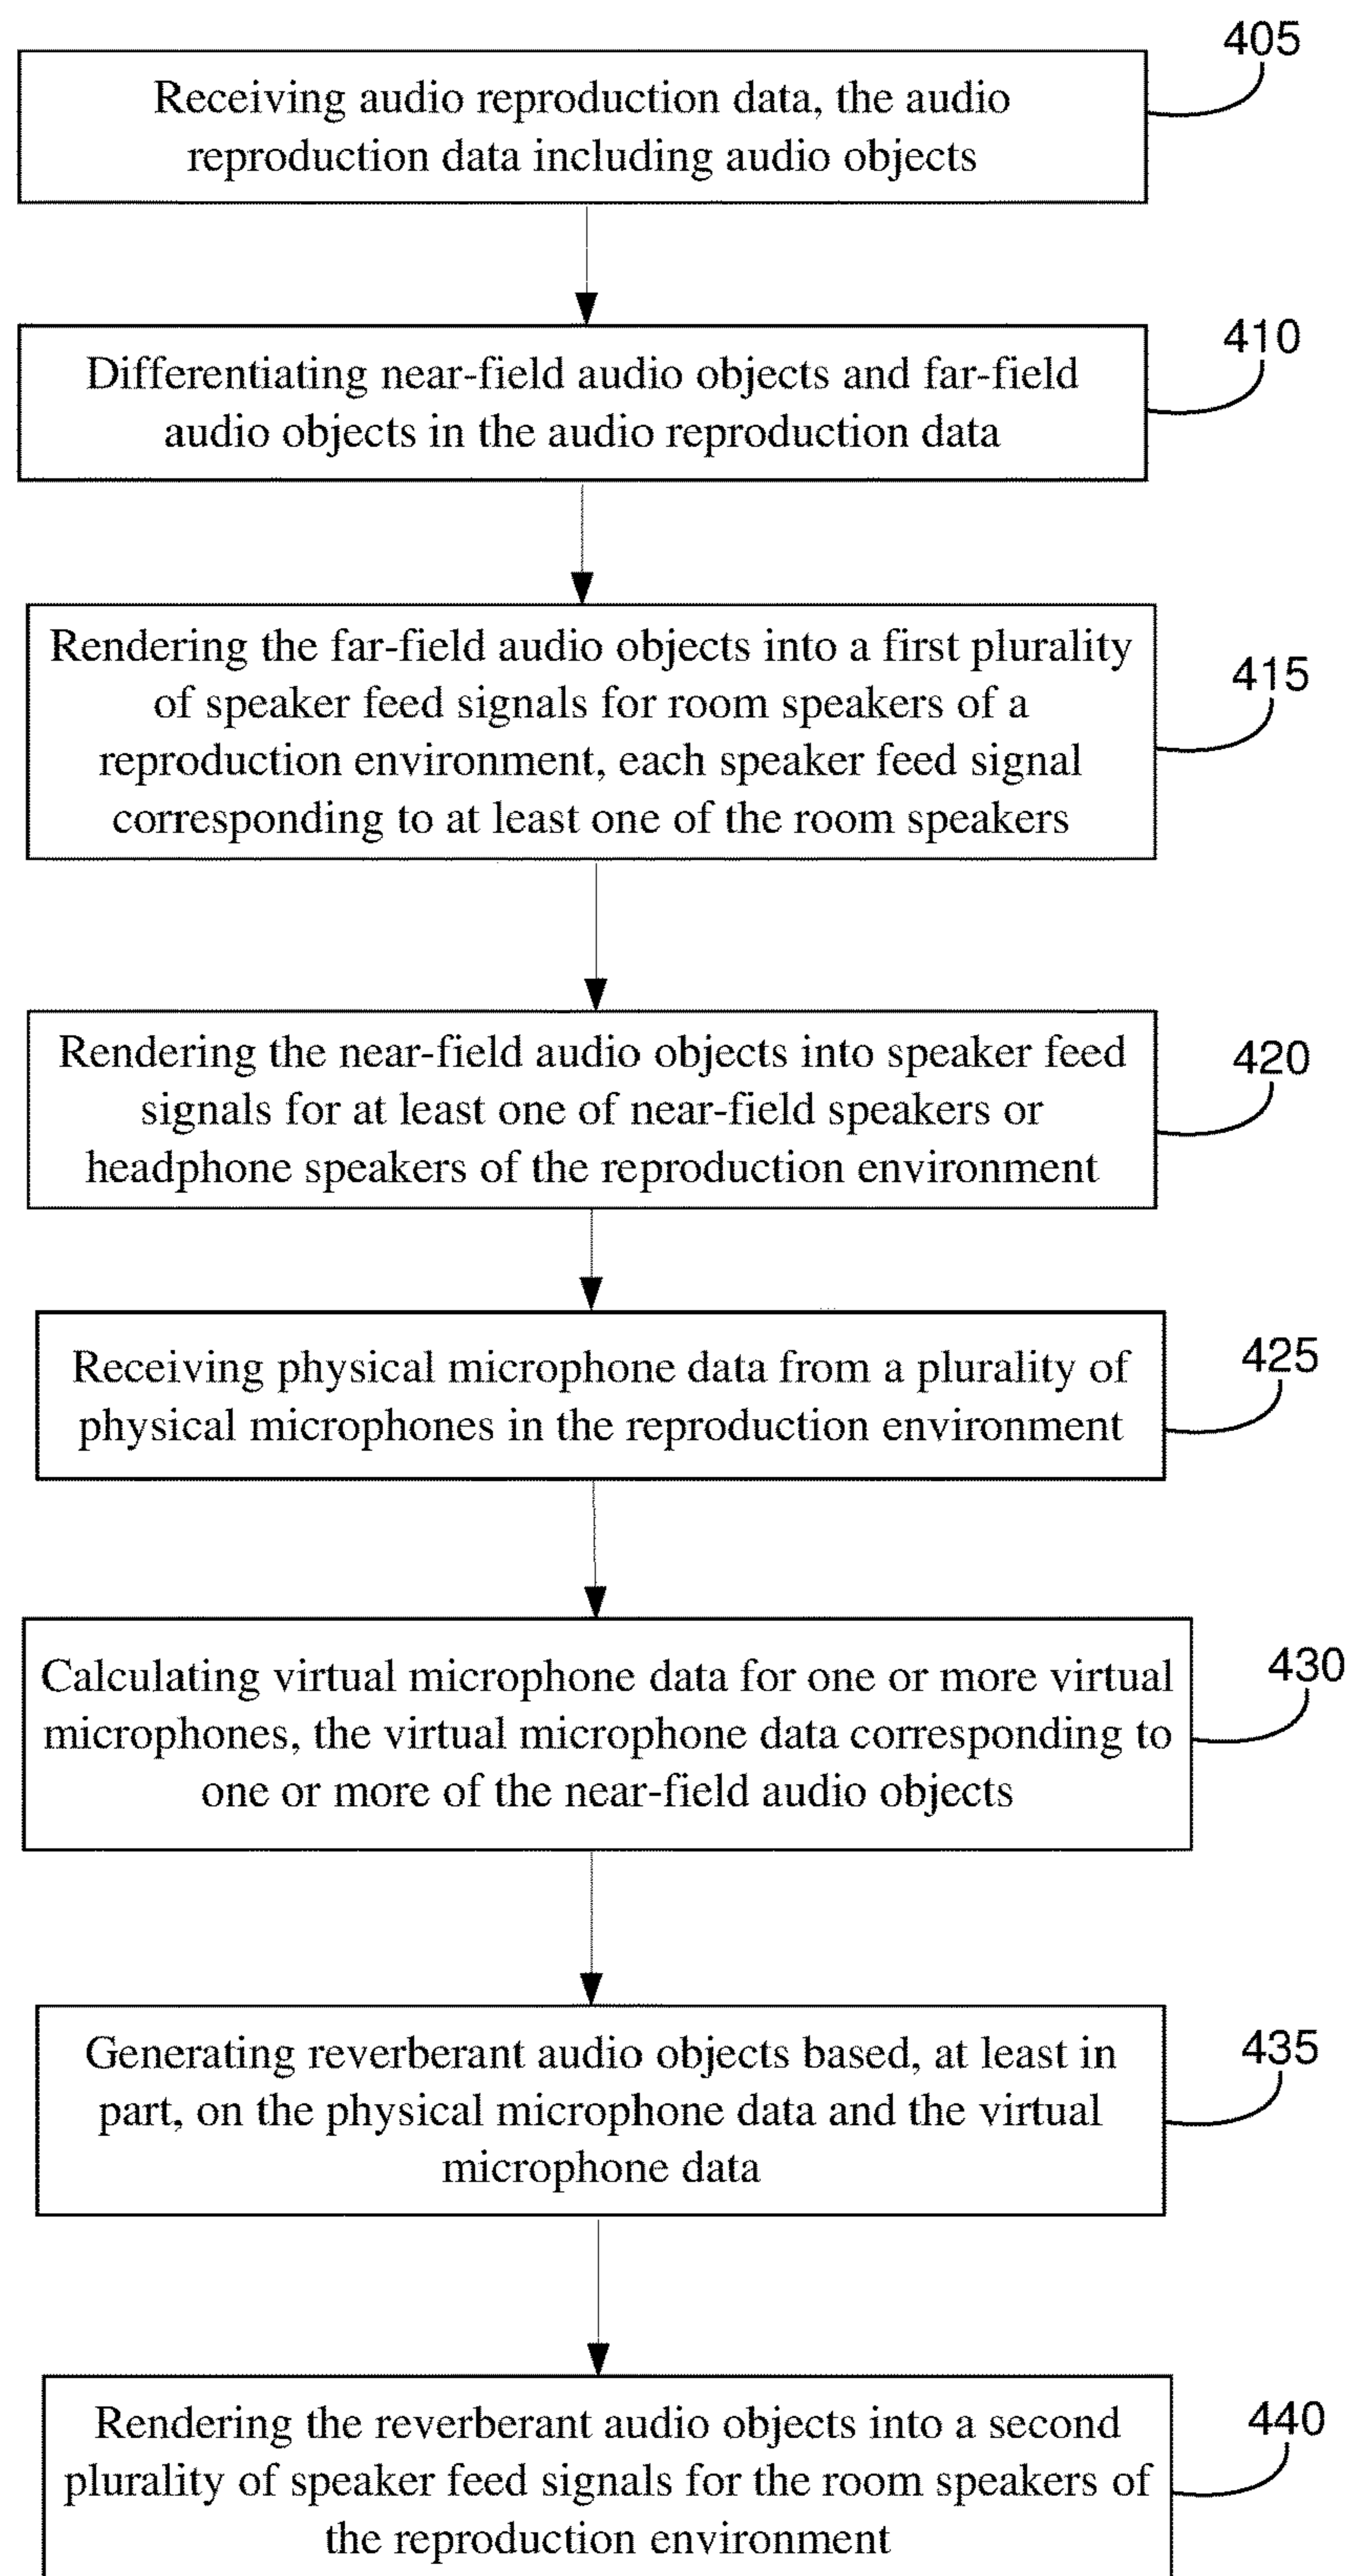 405
Receiving audio reproduction data, the audio
reproduction data including audio objects
410
Differentiating near-field audio objects and far-field
audio objects in the audio reproduction data
415
Rendering the far-field audio objects into a first plurality
of speaker feed signals for room speakers of a
reproduction environment, each speaker feed signal
corresponding to at least one of the room speakers
420
Rendering the near-field audio objects into speaker feed
signals for at least one of near-field speakers or
headphone speakers of the reproduction environment
425
Receiving physical microphone data from a plurality of
physical microphones in the reproduction environment
430
Calculating virtual microphone data for one or more virtual
microphones, the virtual microphone data corresponding to
one or more of the near-field audio objects
435
Generating reverberant audio objects based, at least in
part, on the physical microphone data and the virtual
microphone data
440
Rendering the reverberant audio objects into a second
plurality of speaker feed signals for the room speakers of
the reproduction environment